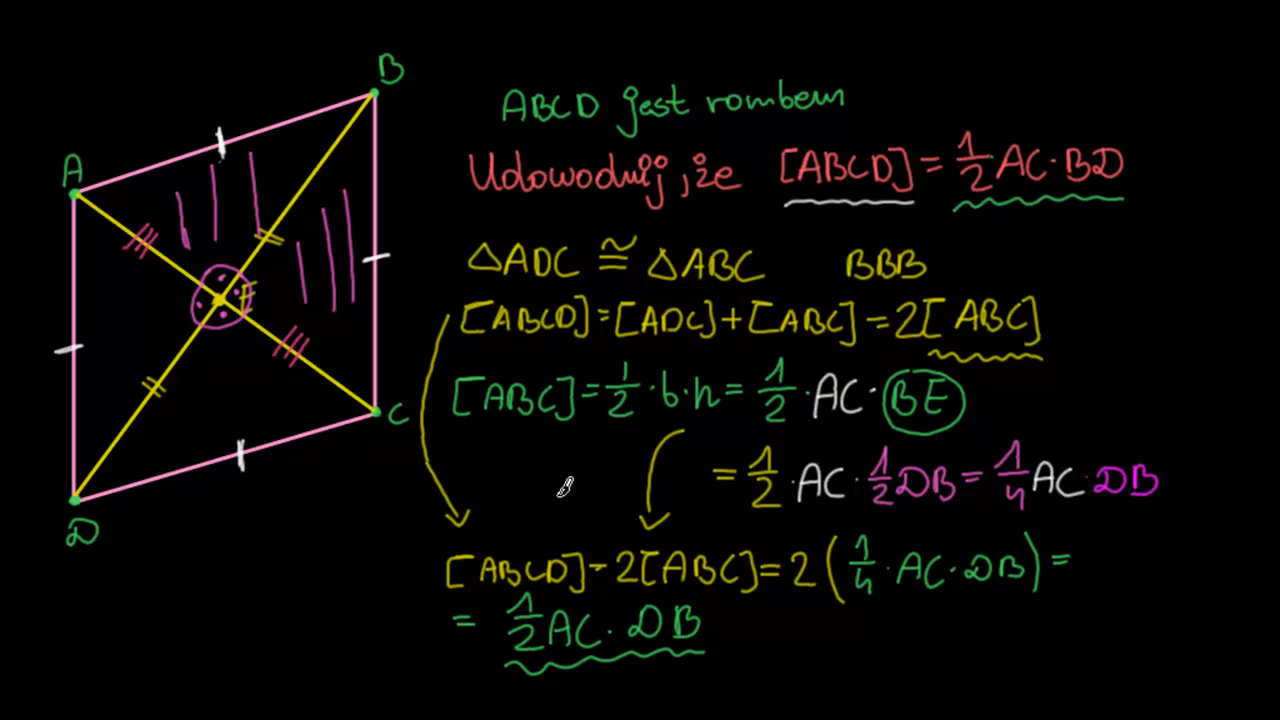 B
A
C
D
ABCD jest rombem
Udowodnij, że [ABCD] = 1/2 AC · BD
△ADC ≅ △ABC BBB
[ABCD] = [ADC] + [ABC] = 2[ABC]
[ABC] = 1/2 · b · h = 1/2 · AC · BE
= 1/2 · AC · 1/2 DB = 1/4 AC · DB
[ABCD] = 2[ABC] = 2(1/4 · AC · DB) =
= 1/2 AC · DB